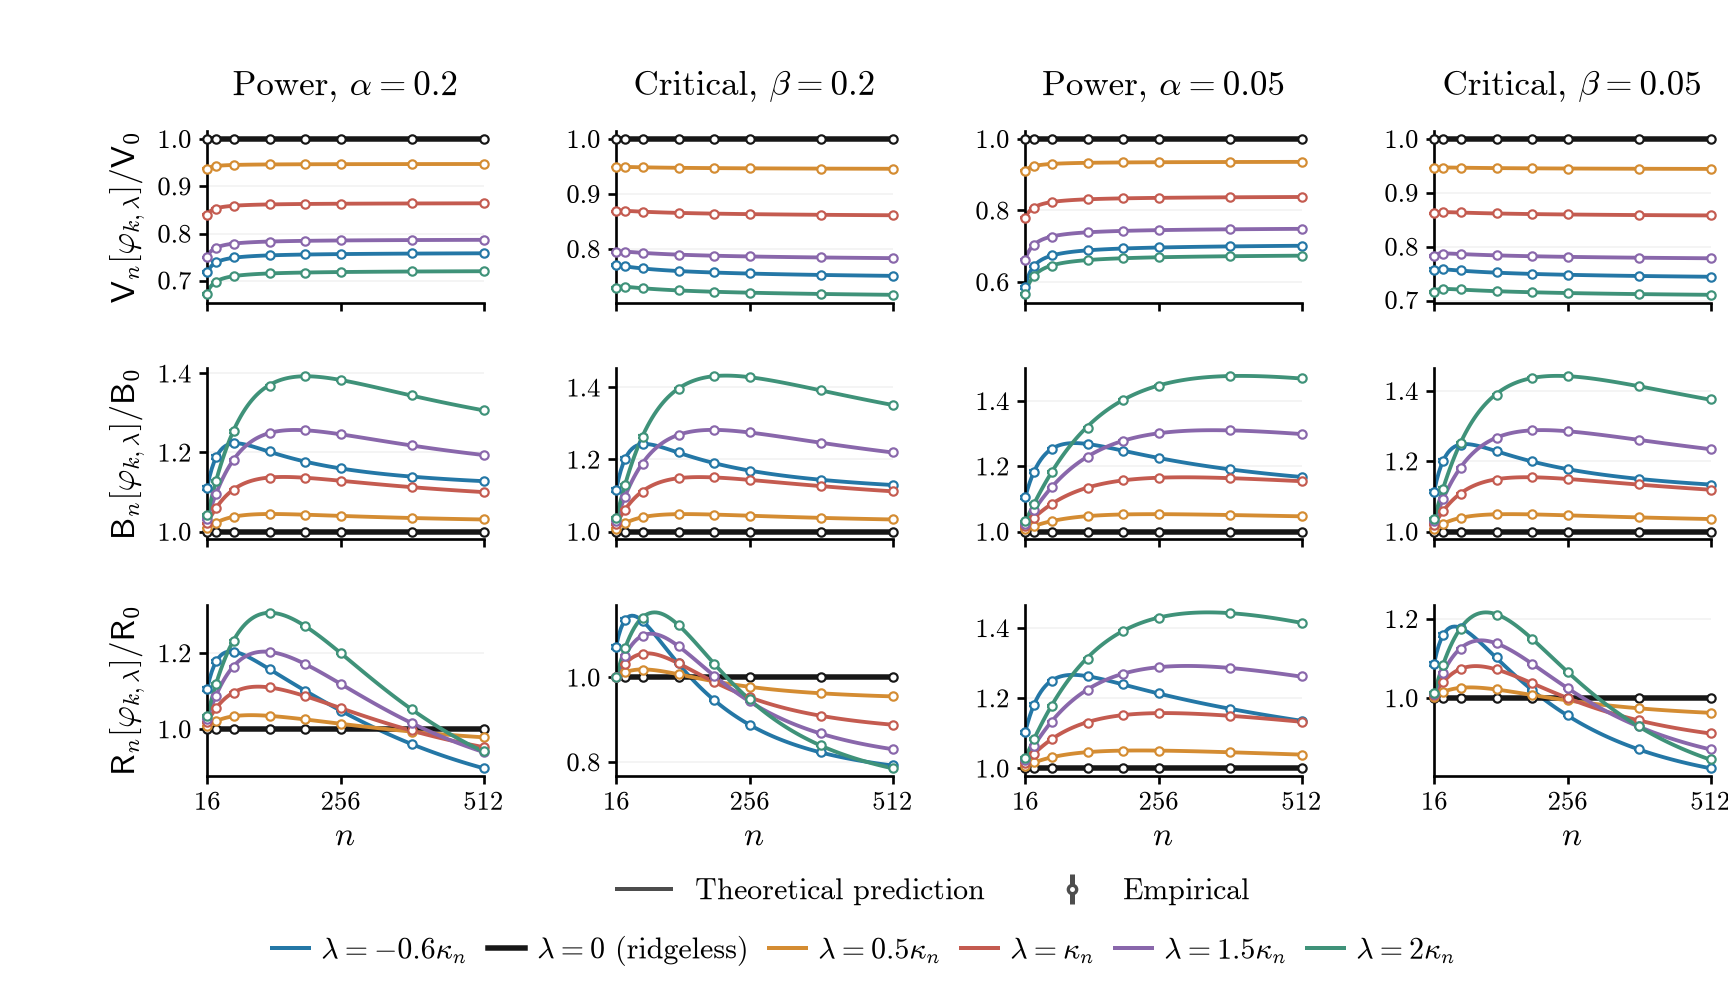 Power, α = 0.2
Critical, β = 0.2
Power, α = 0.05
Critical, β = 0.05
V_n[φ_{k, λ}]/V_0
1.0
0.9
0.8
0.7
1.0
0.9
0.8
1.0
0.8
0.6
1.0
0.9
0.8
0.7
B_n[φ_{k, λ}]/B_0
1.4
1.2
1.0
1.4
1.2
1.0
1.4
1.2
1.0
1.4
1.2
1.0
R_n[φ_{k, λ}]/R_0
1.2
1.0
1.0
0.8
1.4
1.2
1.0
1.2
1.0
16 256 512
16 256 512
16 256 512
16 256 512
n
n
n
n
Theoretical prediction
Empirical
λ = −0.6κ_n
λ = 0 (ridgeless)
λ = 0.5κ_n
λ = κ_n
λ = 1.5κ_n
λ = 2κ_n